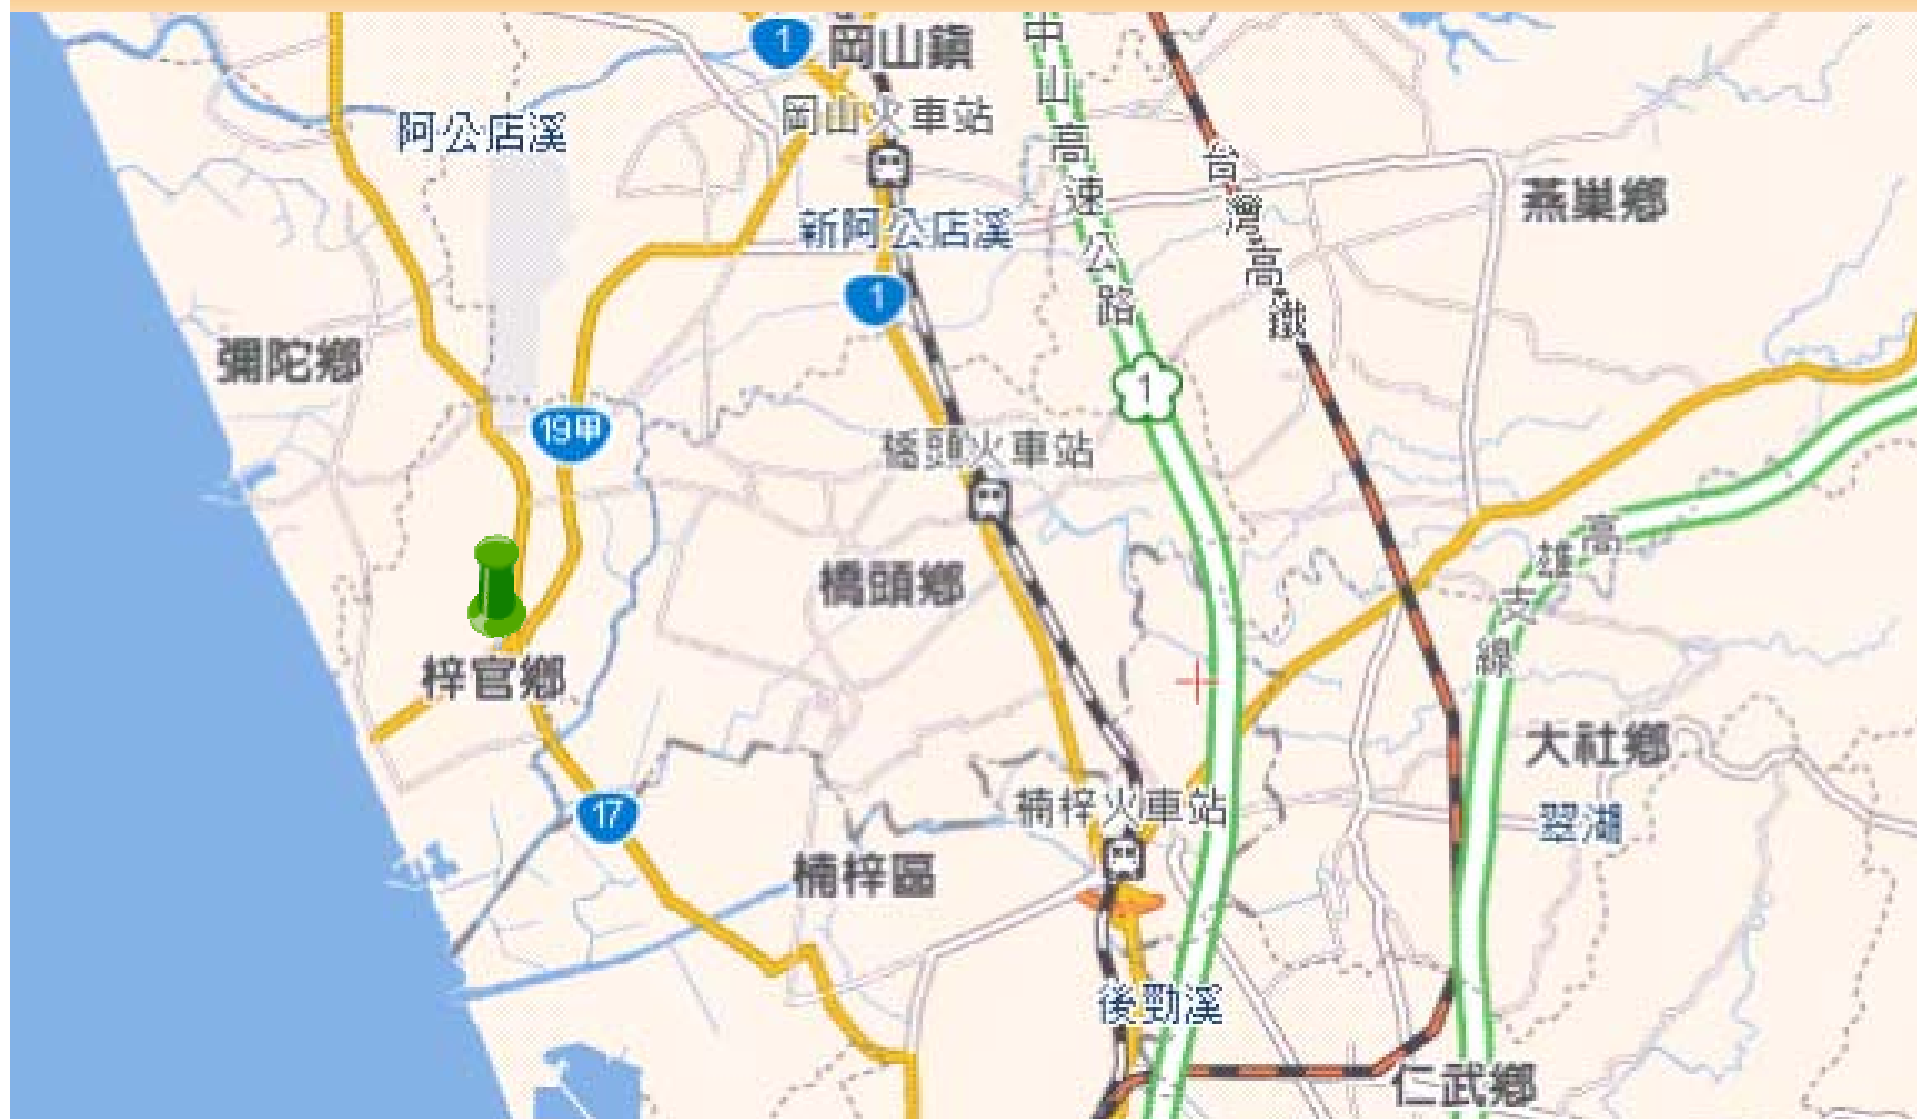 1
岡山鎮
中山高速公路
岡山火車站
阿公店溪
台灣高鐵
燕巢鄉
新阿公店溪
1
彌陀鄉
1
19甲
橋頭火車站
高雄支線
橋頭鄉
梓官鄉
大社鄉
17
楠梓火車站
翠湖
楠梓區
後勁溪
仁武鄉